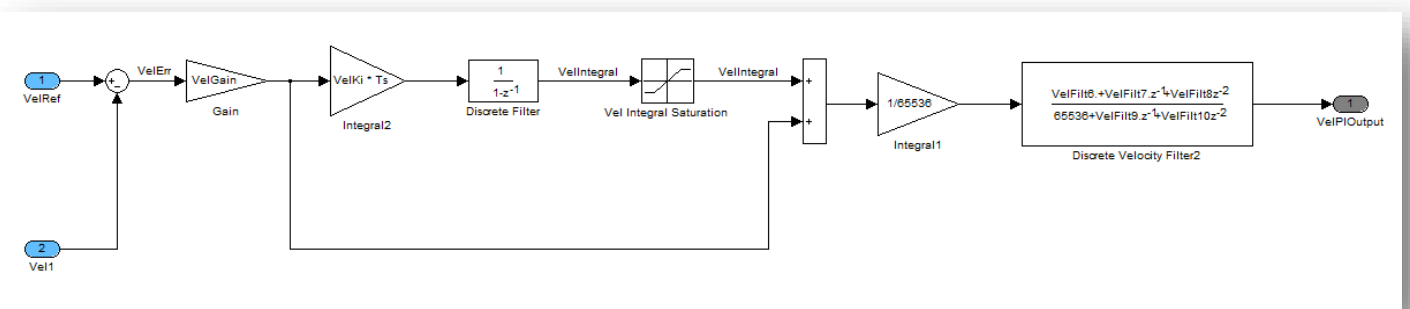 1
VelRef
+
−
VelErr
VelGain
Gain
VelKi * Ts
Integral2
1
1-z-1
Discrete Filter
VelIntegral
Vel Integral Saturation
VelIntegral
+
+
1/65536
Integral1
VelFilt6.+VelFilt7.z-1+VelFilt8z-2
65536+VelFilt9.z-1+VelFilt10z-2
Discrete Velocity Filter2
1
VelPIOutput
2
Vel1